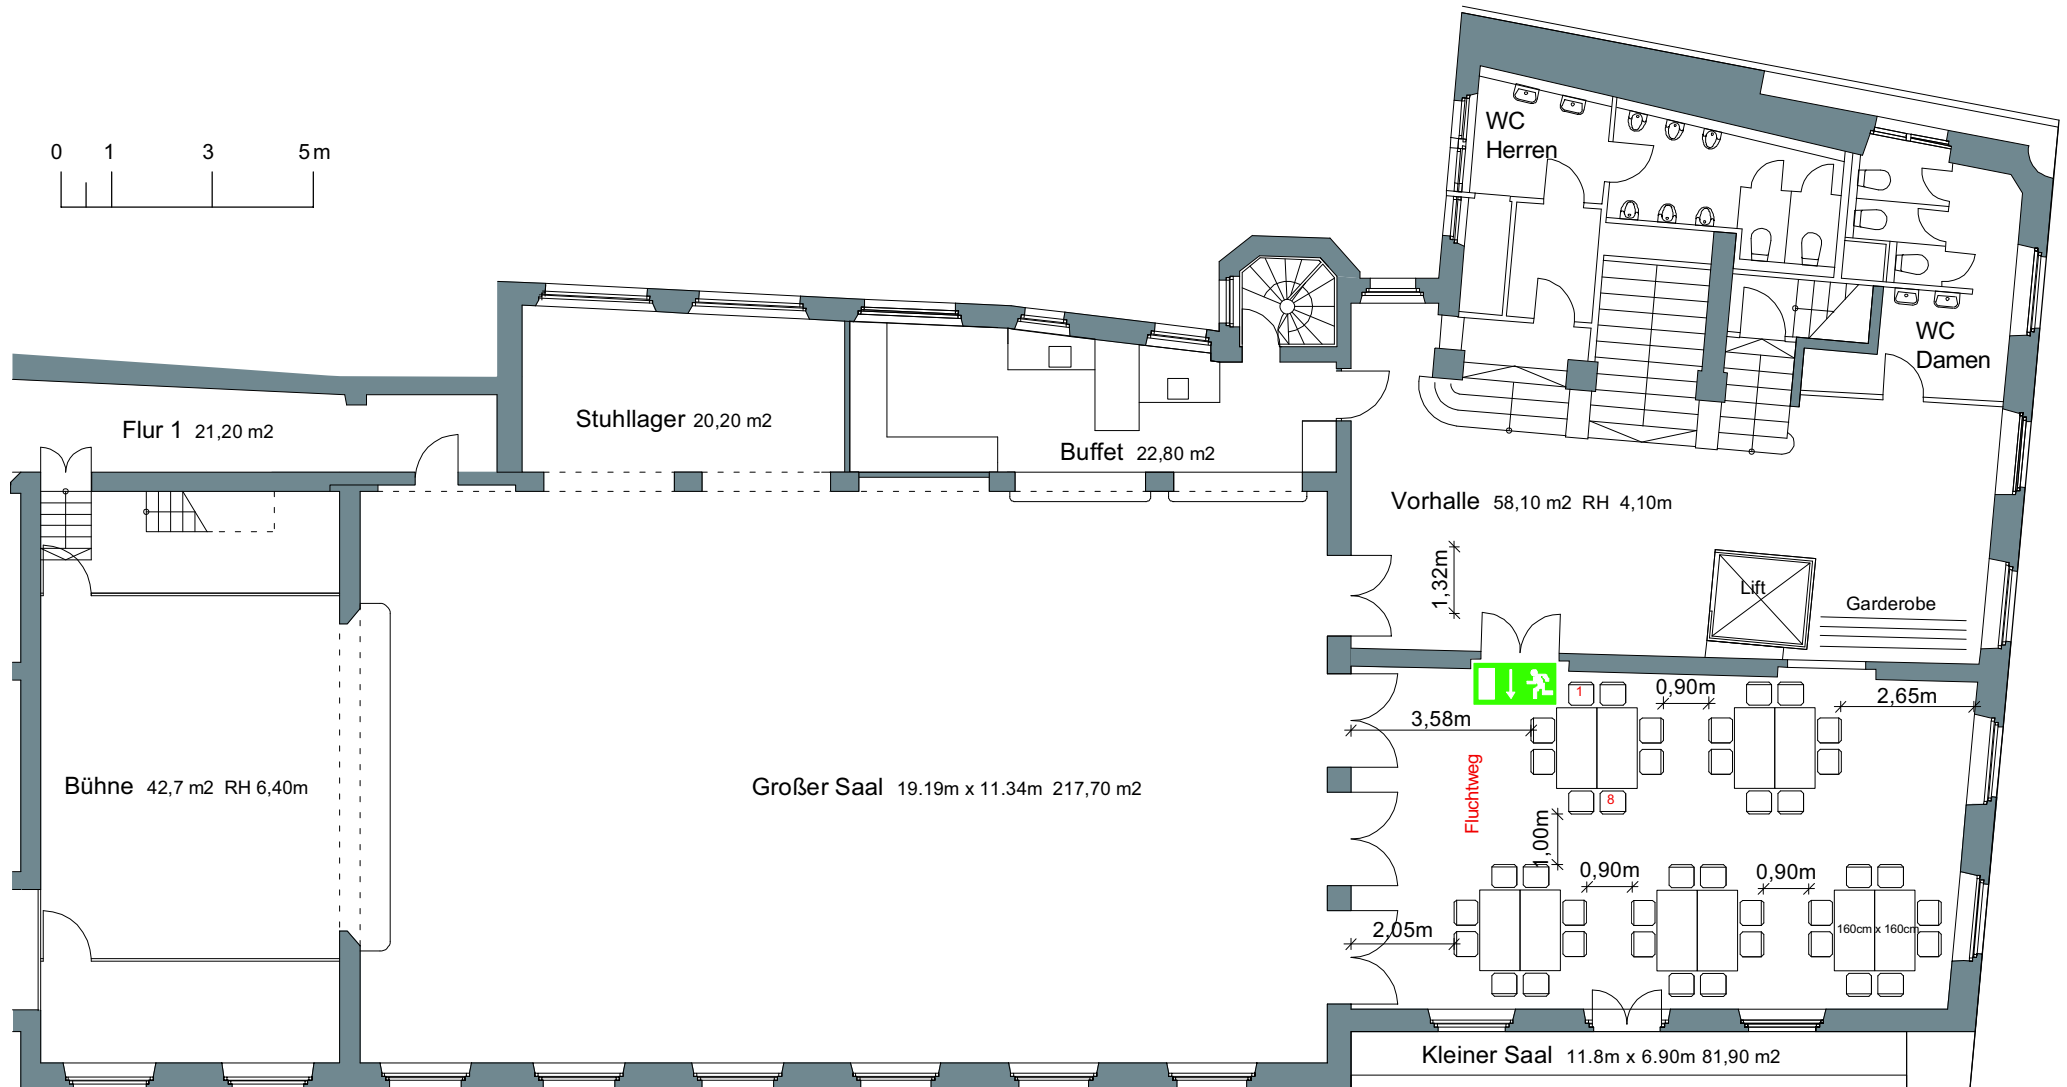 0 1 3 5 m
WC
Herren
WC
Damen
Flur 1 21,20 m2
Stuhllager 20,20 m2
Buffet 22,80 m2
Vorhalle 58,10 m2 RH 4,10m
1,32m
Lift
Garderobe
1
0,90m
2,65m
3,58m
Fluchtweg
Bühne 42,7 m2 RH 6,40m
Großer Saal 19.19m x 11.34m 217,70 m2
8
1,00m
0,90m
0,90m
2,05m
160cm x 160cm
Kleiner Saal 11.8m x 6.90m 81,90 m2